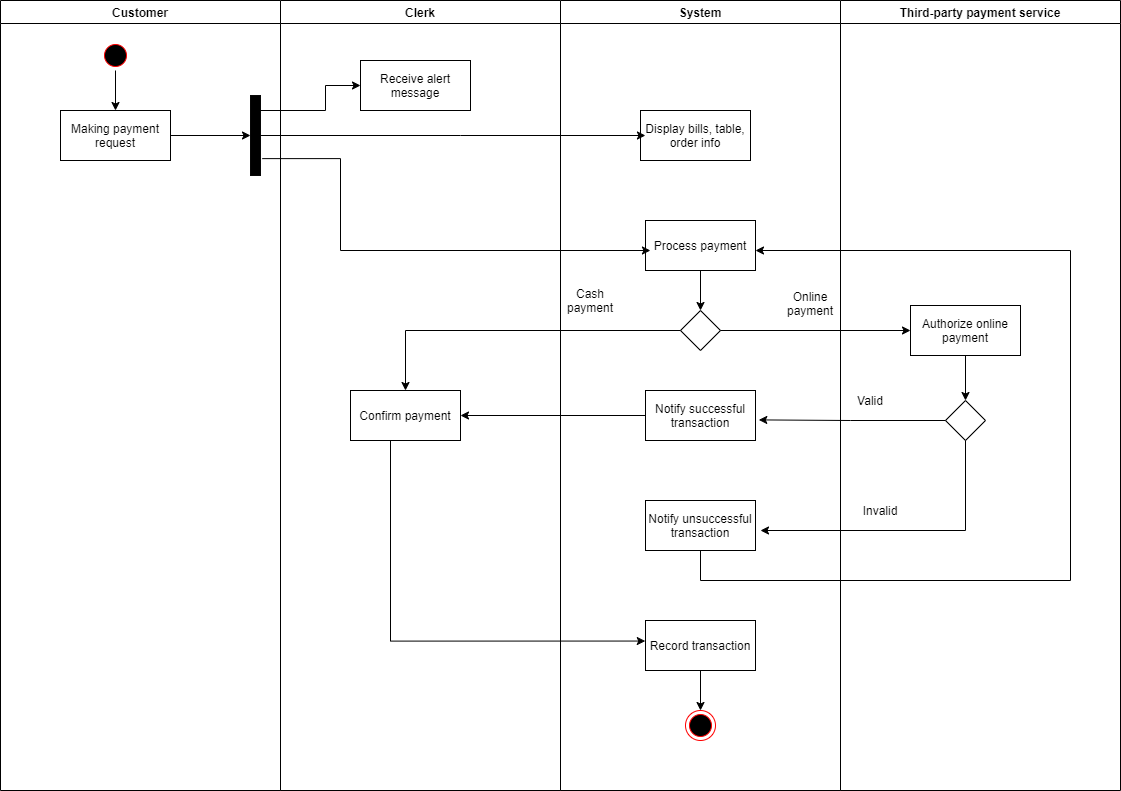 Customer
Clerk
System
Third-party payment service
Receive alert
message
Making payment
request
Display bills, table,
order info
Process payment
Cash
payment
Online
payment
Authorize online
payment
Confirm payment
Notify successful
transaction
Valid
Notify unsuccessful
transaction
Invalid
Record transaction